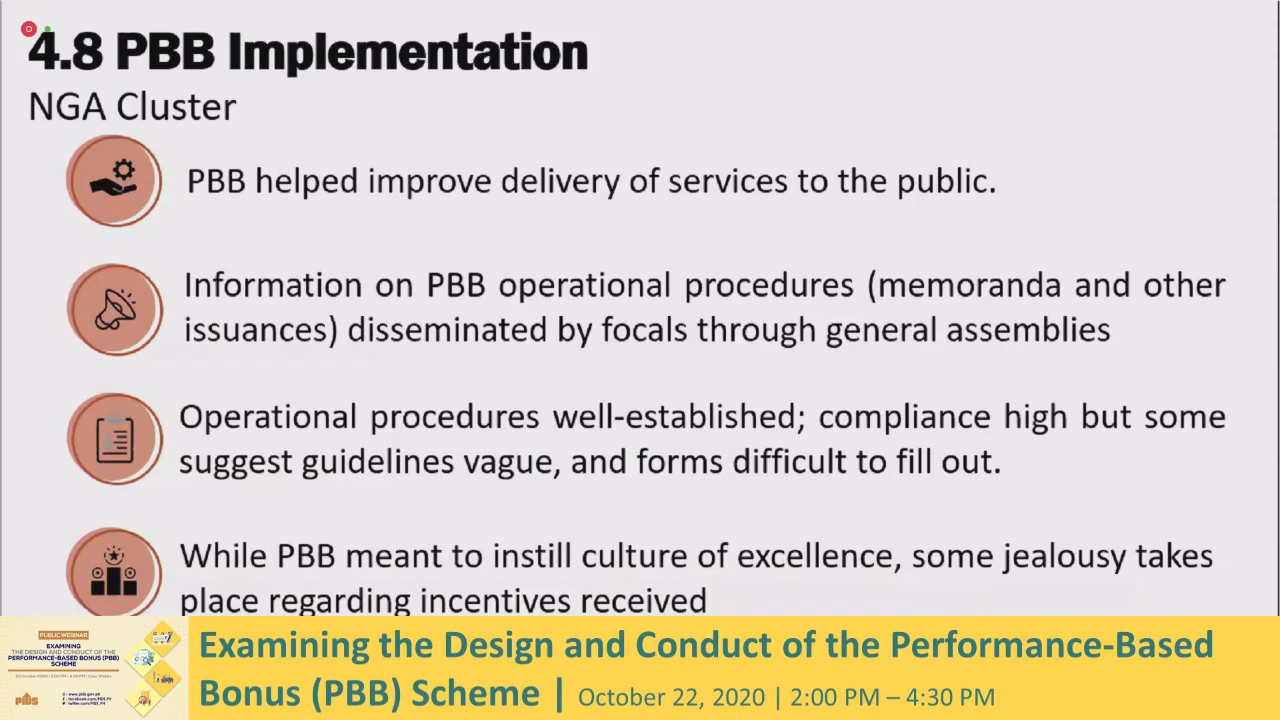 4.8 PBB Implementation
NGA Cluster
PBB helped improve delivery of services to the public.
Information on PBB operational procedures (memoranda and other
issuances) disseminated by focals through general assemblies
Operational procedures well-established; compliance high but some
suggest guidelines vague, and forms difficult to fill out.
While PBB meant to instill culture of excellence, some jealousy takes
place regarding incentives received
PUBLIC WEBINAR
EXAMINING
THE DESIGN AND CONDUCT OF THE
PERFORMANCE-BASED BONUS (PBB)
SCHEME
Examining the Design and Conduct of the Performance-Based
Bonus (PBB) Scheme | October 22, 2020 | 2:00 PM – 4:30 PM